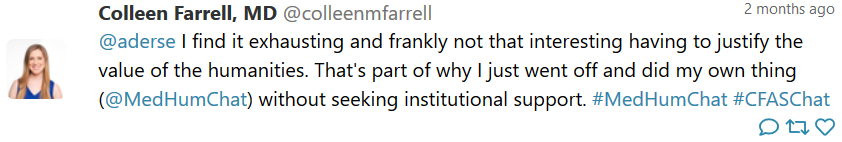 Colleen Farrell, MD @colleenmfarrell 2 months ago
@aderse I find it exhausting and frankly not that interesting having to justify the
value of the humanities. That's part of why I just went off and did my own thing
(@MedHumChat) without seeking institutional support. #MedHumChat #CFASChat